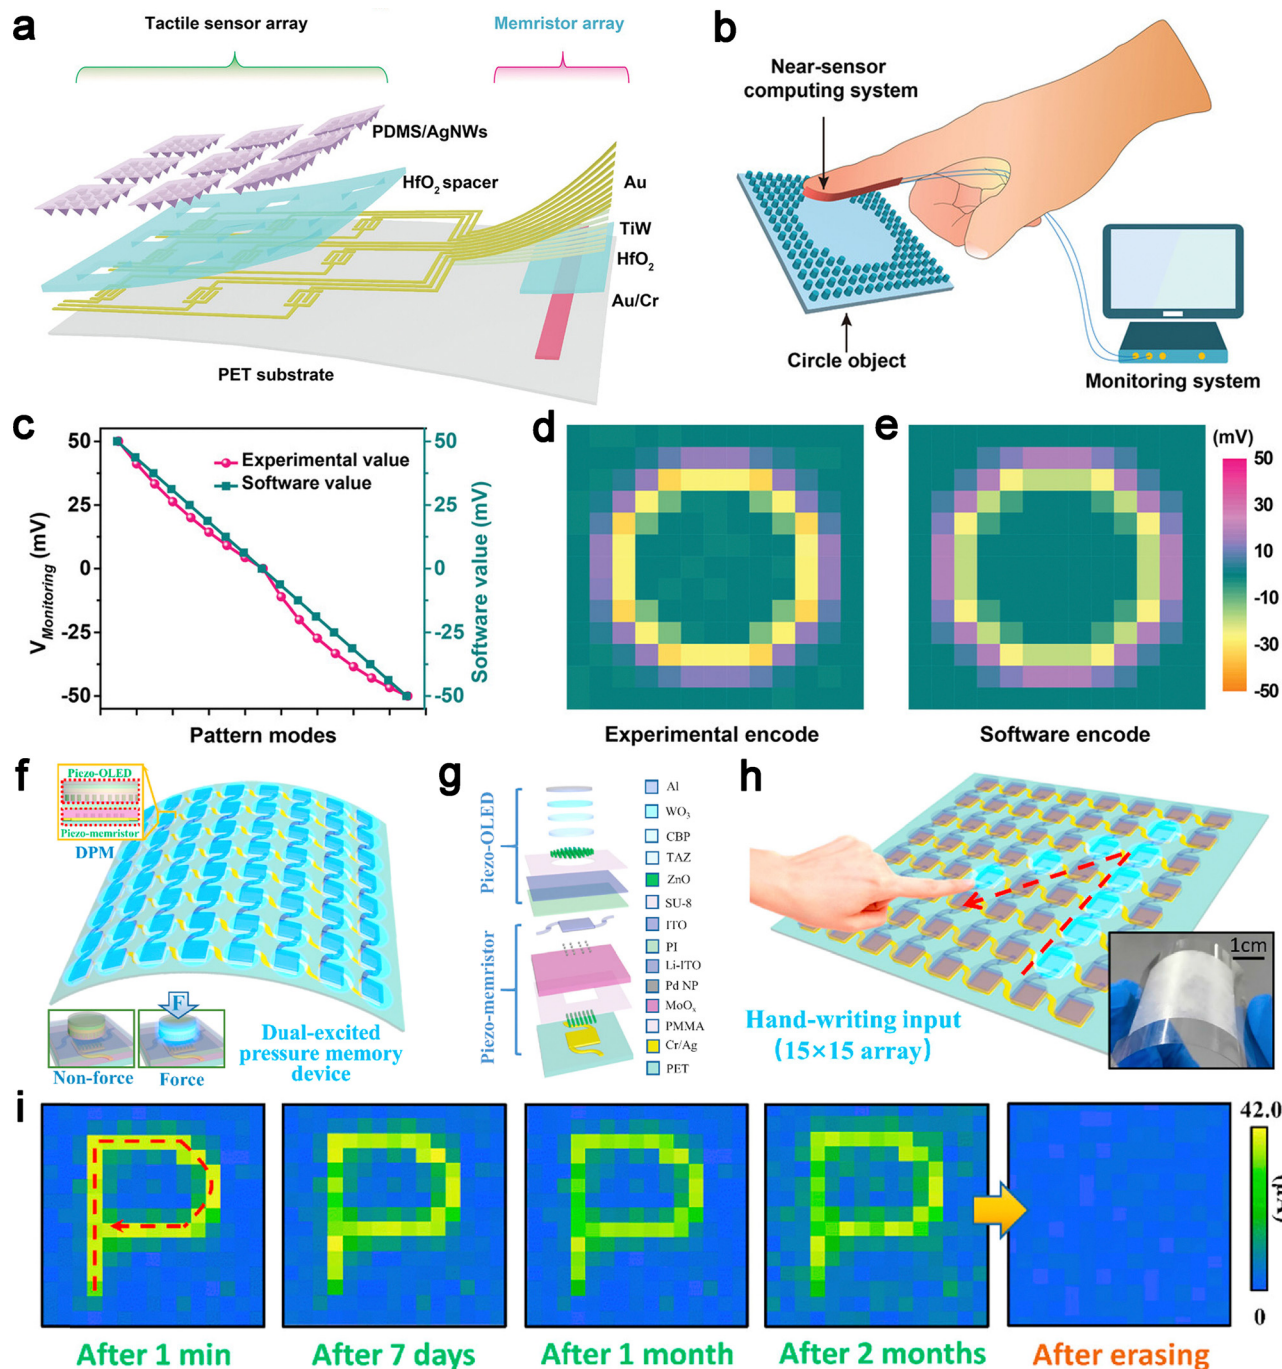 a
Tactile sensor array
Memristor array
PDMS/AgNWs
HfO₂ spacer
Au
TiW
HfO₂
Au/Cr
PET substrate
b
Near-sensor
computing system
Circle object
Monitoring system
c
50
25
0
-25
-50
V_Monitoring (mV)
Experimental value
Software value
50
25
0
-25
-50
Software value (mV)
Pattern modes
d
Experimental encode
e
Software encode
(mV)
50
30
10
-10
-30
-50
f
Piezo-OLED
Piezo-memristor
DPM
F
Non-force
Force
Dual-excited
pressure memory
device
g
Piezo-OLED
Piezo-memristor
Al
WO₃
CBP
TAZ
ZnO
SU-8
ITO
PI
Li-ITO
Pd NP
MoOₓ
PMMA
Cr/Ag
PET
h
Hand-writing input
(15×15 array)
1cm
i
After 1 min
After 7 days
After 1 month
After 2 months
After erasing
42.0
0